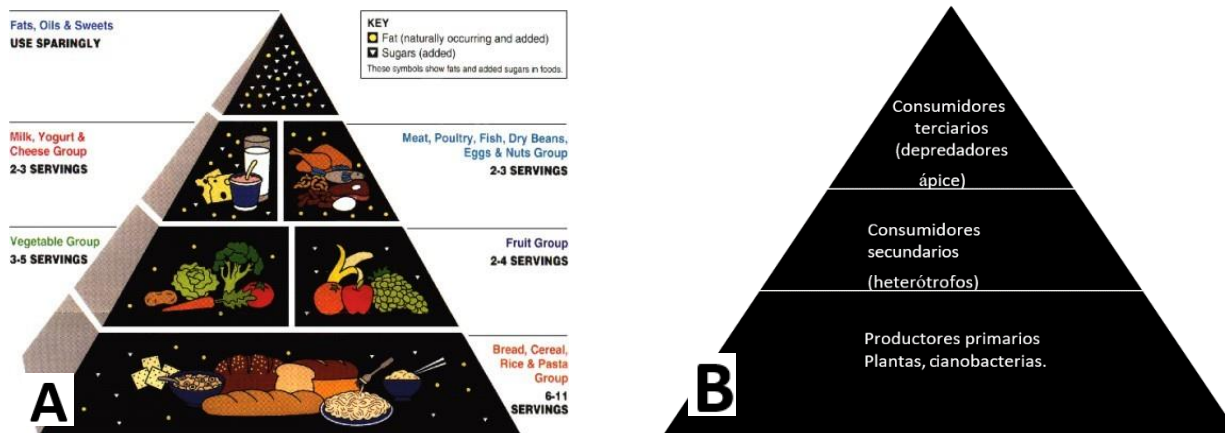 Fats, Oils & Sweets
USE SPARINGLY
KEY
Fat (naturally occurring and added)
Sugars (added)
These symbols show fats and added sugars in foods.
Milk, Yogurt &
Cheese Group
2-3 SERVINGS
Meat, Poultry, Fish, Dry Beans,
Eggs & Nuts Group
2-3 SERVINGS
Vegetable Group
3-5 SERVINGS
Fruit Group
2-4 SERVINGS
Bread, Cereal,
Rice & Pasta
Group
6-11
SERVINGS
A
Consumidores
terciarios
(depredadores
ápice)
Consumidores
secundarios
(heterótrofos)
Productores primarios
Plantas, cianobacterias.
B